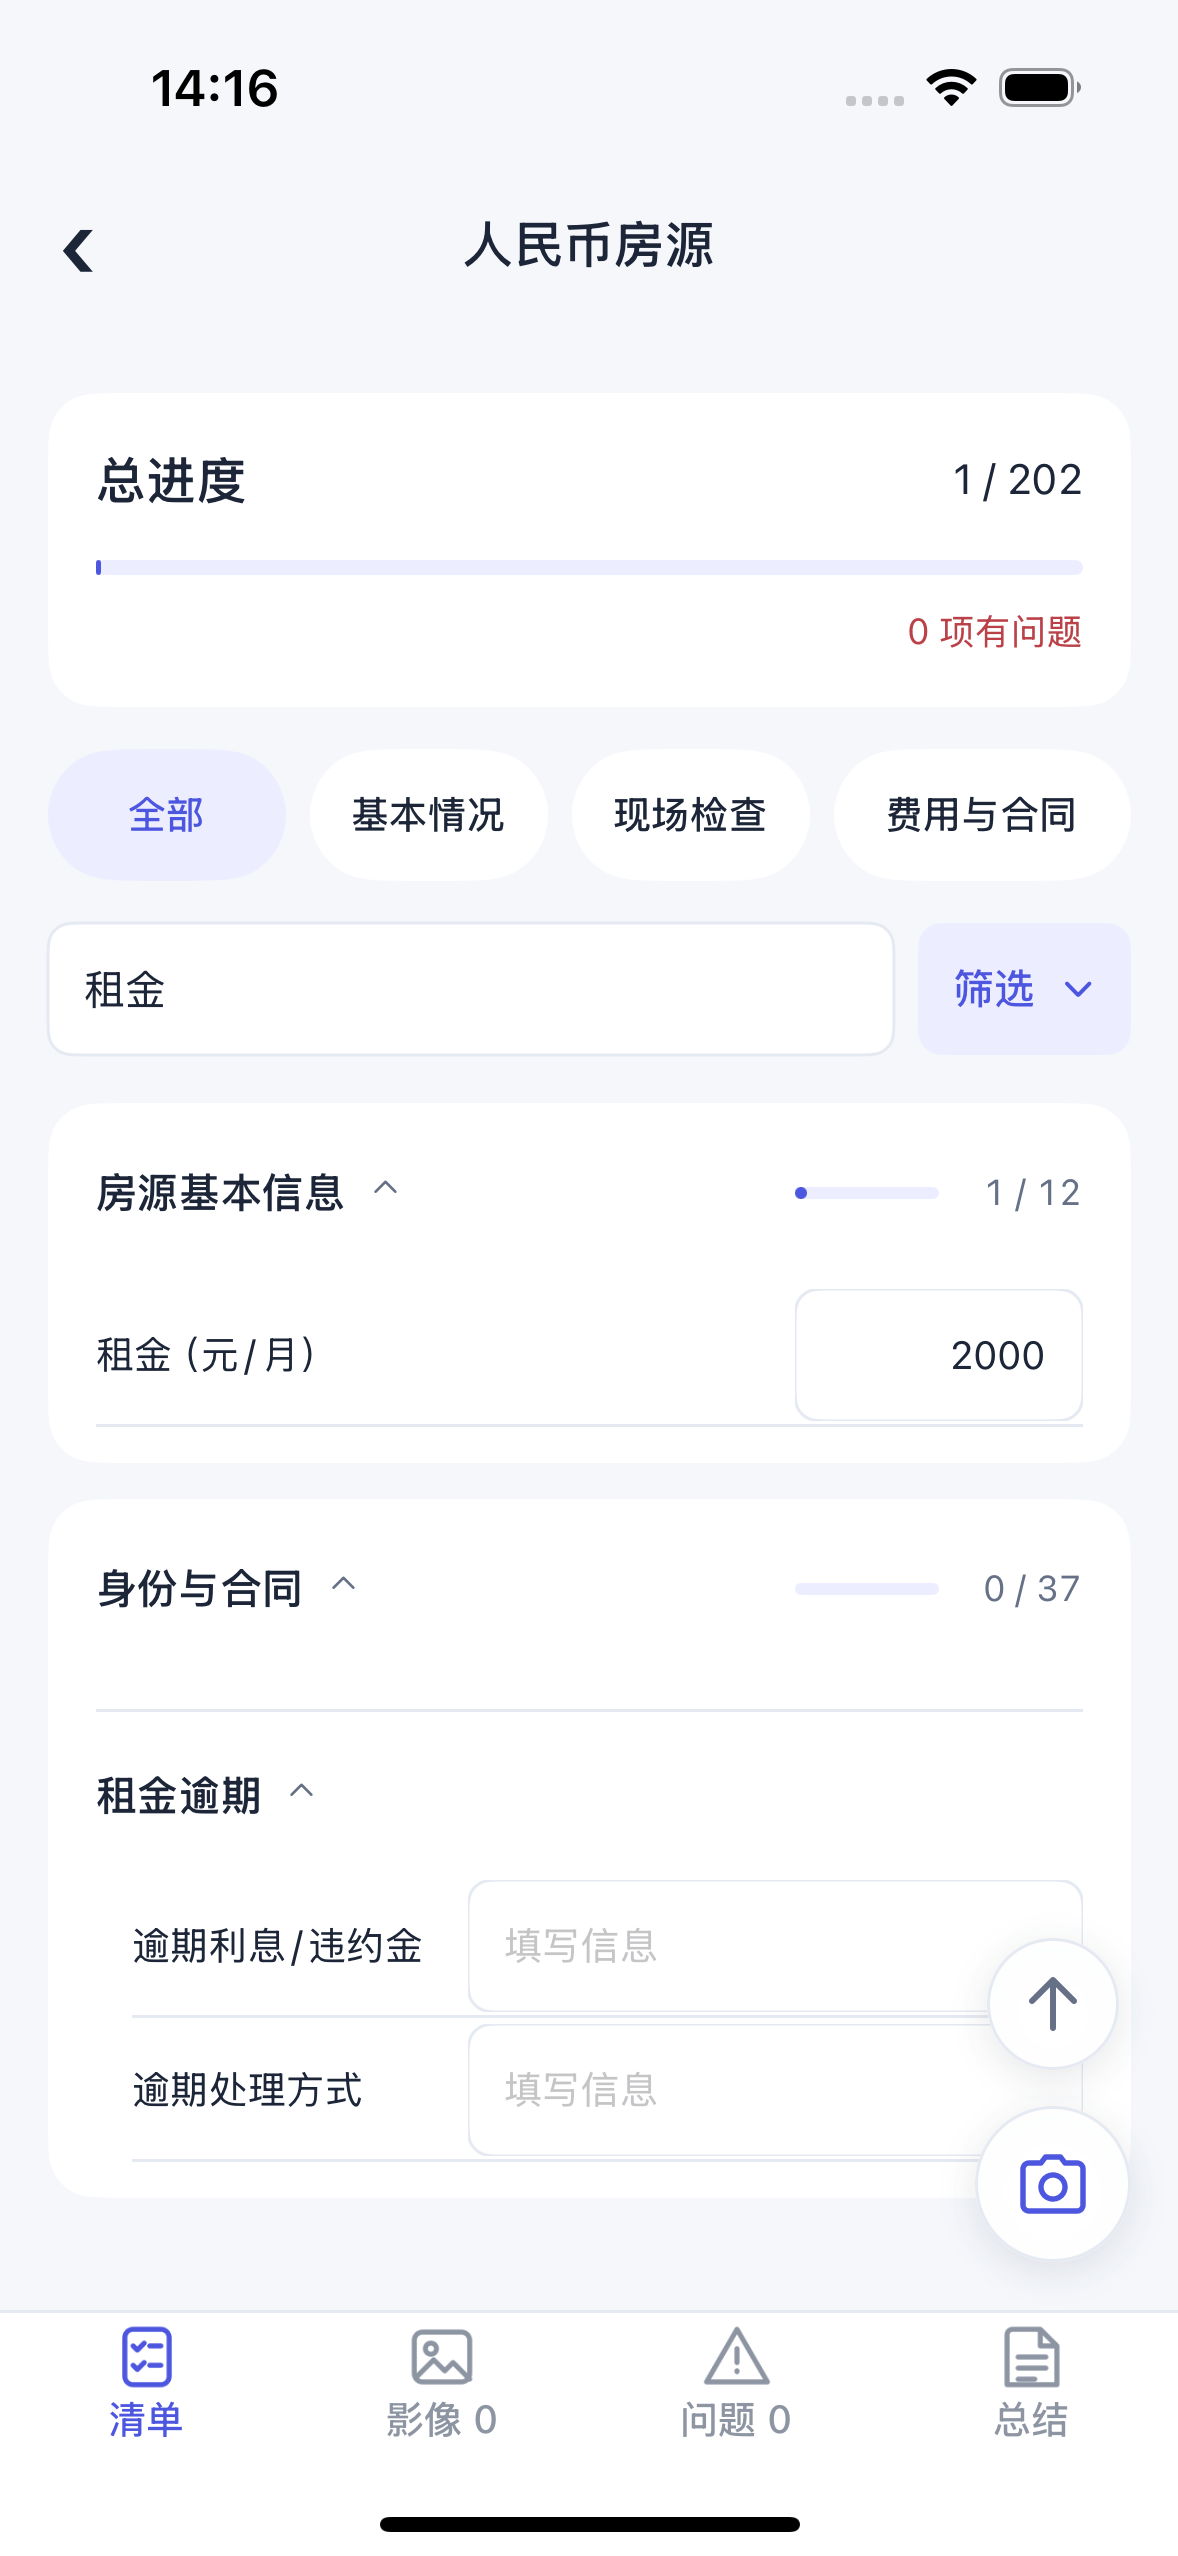 14:16
人民币房源
总进度 1 / 202
0 项有问题
全部 基本情况 现场检查 费用与合同
租金 筛选
房源基本信息 1 / 12
租金（元/月） 2000
身份与合同 0 / 37
租金逾期
逾期利息/违约金 填写信息
逾期处理方式 填写信息
清单 影像 0 问题 0 总结